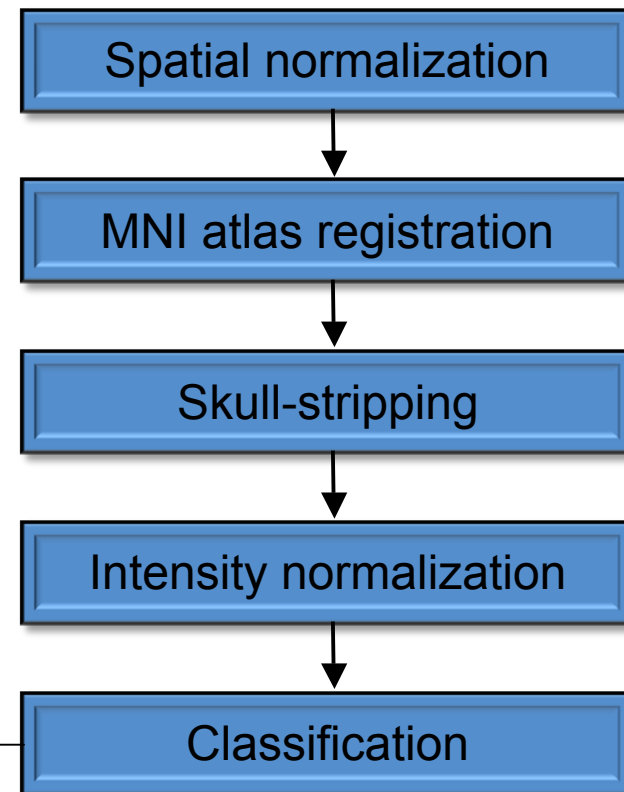 Spatial normalization
MNI atlas registration
Skull-stripping
Intensity normalization
Classification